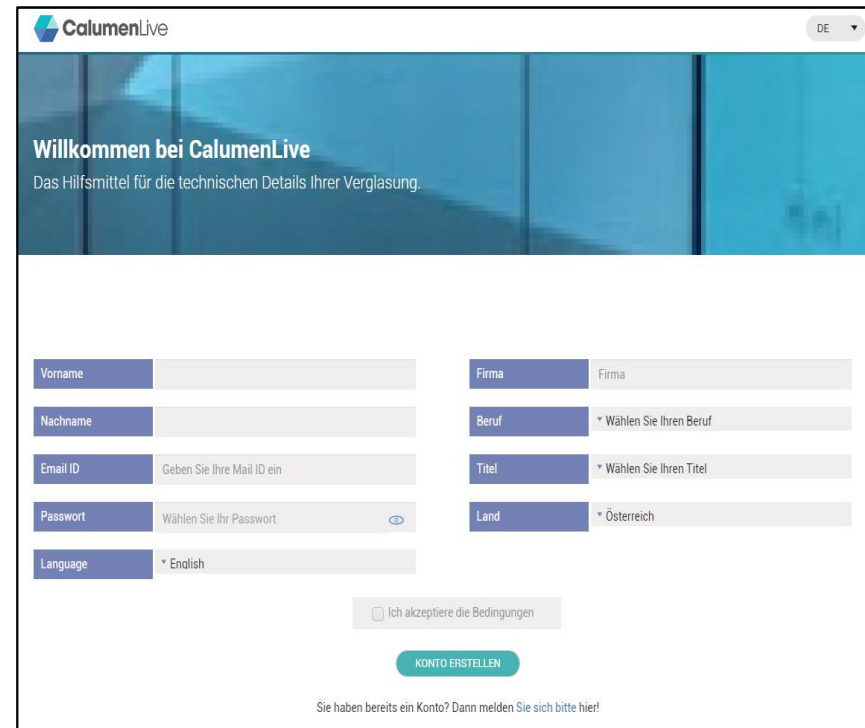 CalumenLive
DE
Willkommen bei CalumenLive
Das Hilfsmittel für die technischen Details Ihrer Verglasung.
Vorname
Nachname
Email ID Geben Sie Ihre Mail ID ein
Passwort Wählen Sie Ihr Passwort
Language English
Firma Firma
Beruf Wählen Sie Ihren Beruf
Titel Wählen Sie Ihren Titel
Land Österreich
Ich akzeptiere die Bedingungen
KONTO ERSTELLEN
Sie haben bereits ein Konto? Dann melden Sie sich bitte hier!